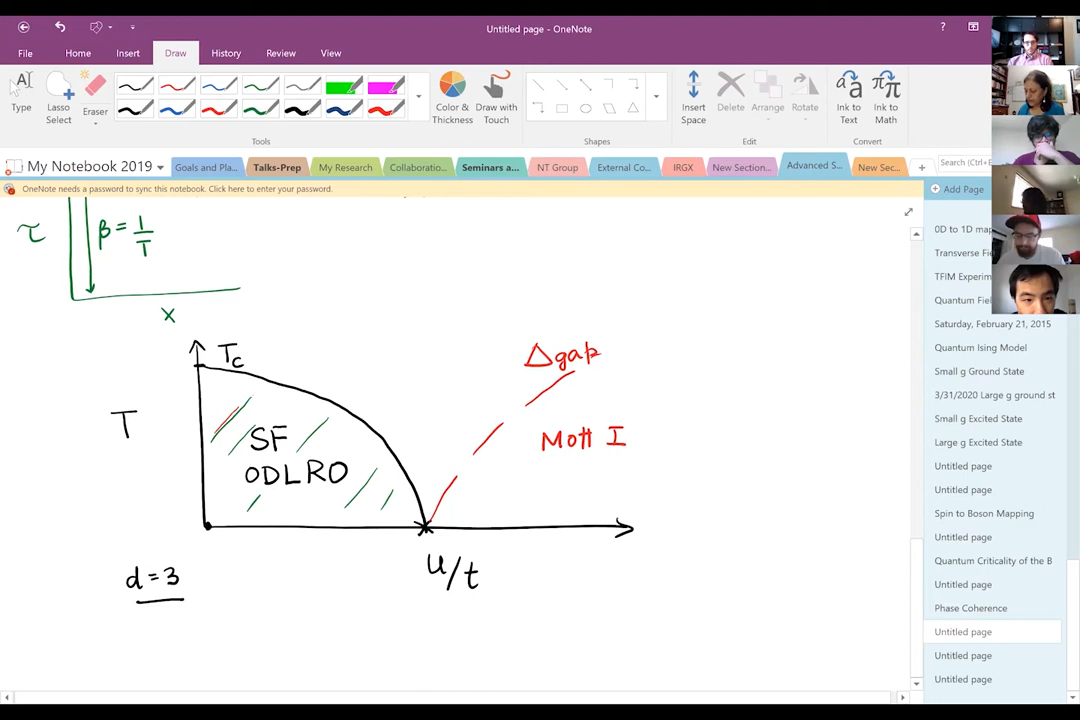 Untitled page - OneNote
?
File Home Insert Draw History Review View
Type
Lasso Select
Eraser
Color & Thickness
Draw with Touch
Insert Space
Delete
Arrange
Rotate
Ink to Text
Ink to Math
Tools
Shapes
Edit
Convert
My Notebook 2019
Goals and Pla...
Talks-Prep
My Research
Collaboratio...
Seminars a...
NT Group
External Co...
IRGX
New Section...
Advanced S...
New Sec...
Search (Ctrl+E
OneNote needs a password to sync this notebook. Click here to enter your password.
Add Page
0D to 1D map
Transverse Fi
TFIM Experim
Quantum Fiel
Saturday, February 21, 2015
Quantum Ising Model
Small g Ground State
3/31/2020 Large g ground st
Small g Excited State
Large g Excited State
Untitled page
Untitled page
Spin to Boson Mapping
Untitled page
Quantum Criticality of the B
Untitled page
Phase Coherence
Untitled page
Untitled page
Untitled page
τ
β = 1/T
x
Tc
Δgap
T
SF
ODLRO
Mott I
U/t
d = 3